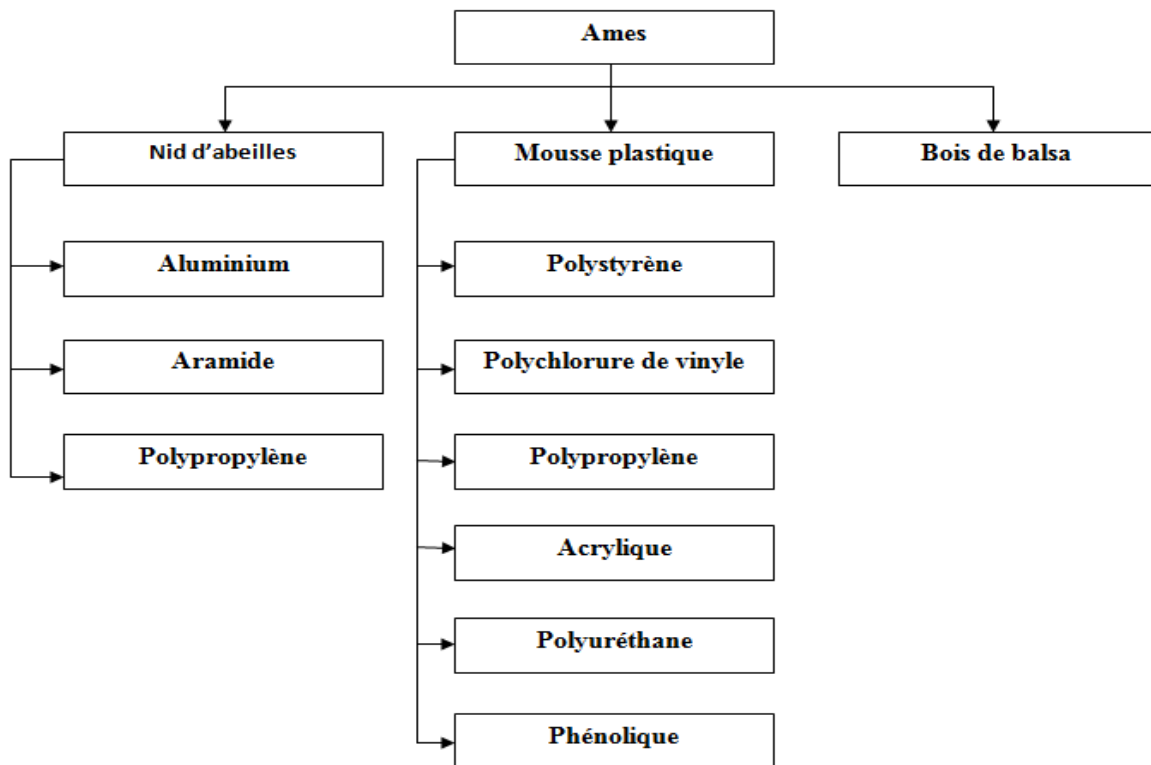 Ames
Nid d'abeilles
Mousse plastique
Bois de balsa
Aluminium
Polystyrène
Aramide
Polychlorure de vinyle
Polypropylène
Polypropylène
Acrylique
Polyuréthane
Phénolique